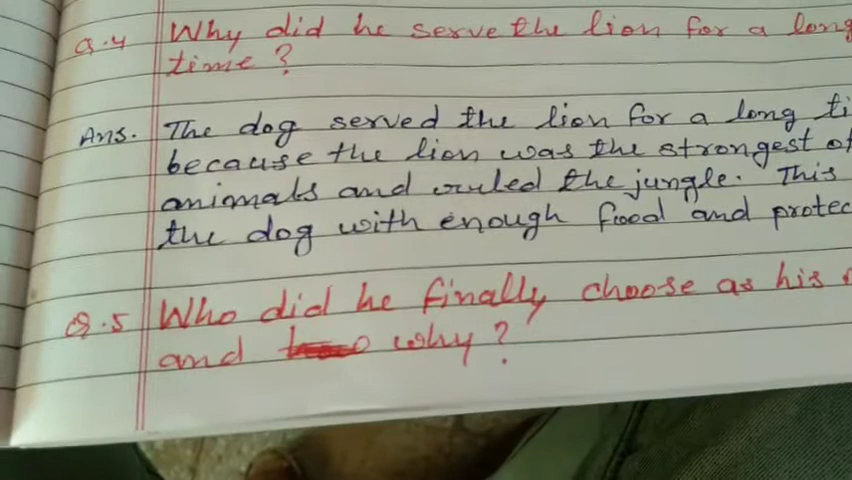 Q.4 Why did he serve the lion for a long
time ?
Ans. The dog served the lion for a long ti
because the lion was the strongest of
animals and ruled the jungle. This
the dog with enough food and protec
Q.5 Who did he finally choose as his
and why ?